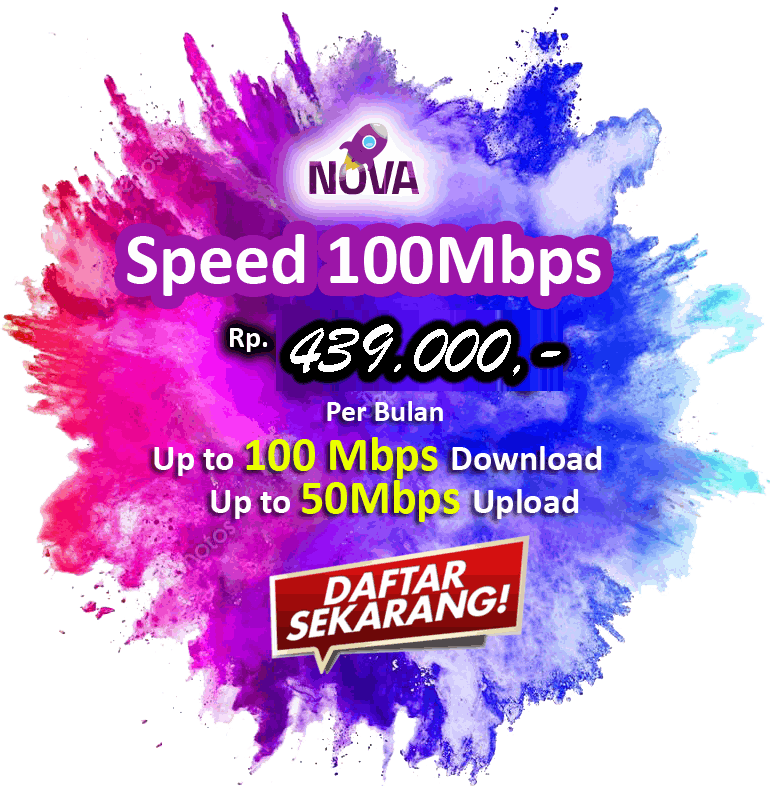 NOVA
Speed 100Mbps
Rp. 439.000,-
Per Bulan
Up to 100 Mbps Download
Up to 50Mbps Upload
DAFTAR
SEKARANG!